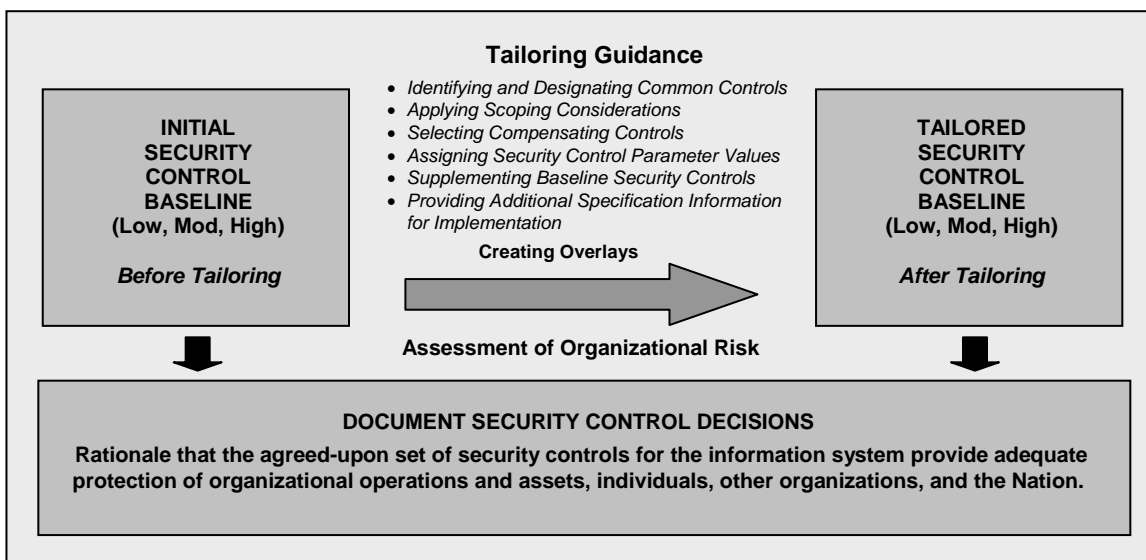 Tailoring Guidance
• Identifying and Designating Common Controls
• Applying Scoping Considerations
• Selecting Compensating Controls
• Assigning Security Control Parameter Values
• Supplementing Baseline Security Controls
• Providing Additional Specification Information
for Implementation
Creating Overlays
Assessment of Organizational Risk
INITIAL
SECURITY
CONTROL
BASELINE
(Low, Mod, High)
Before Tailoring
TAILORED
SECURITY
CONTROL
BASELINE
(Low, Mod, High)
After Tailoring
DOCUMENT SECURITY CONTROL DECISIONS
Rationale that the agreed-upon set of security controls for the information system provide adequate
protection of organizational operations and assets, individuals, other organizations, and the Nation.